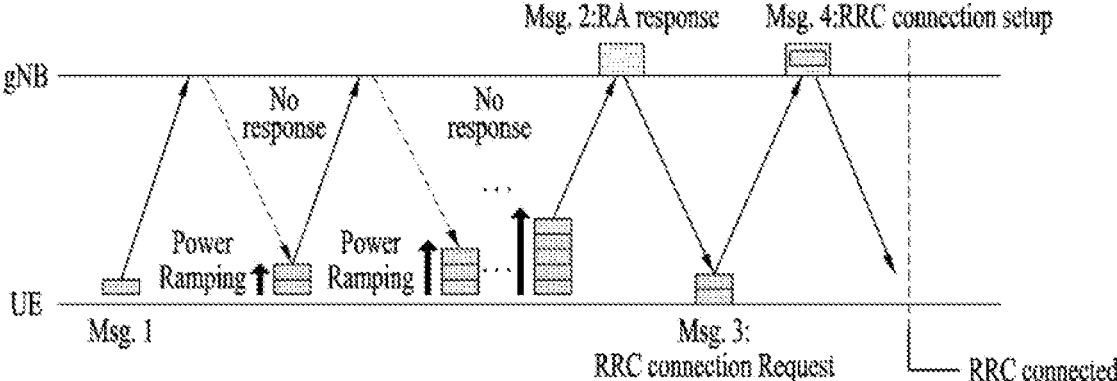 Msg. 2:RA response
Msg. 4:RRC connection setup
gNB
No
response
No
response
...
Power
Ramping
Power
Ramping
...
UE
Msg. 1
Msg. 3:
RRC connection Request
RRC connected